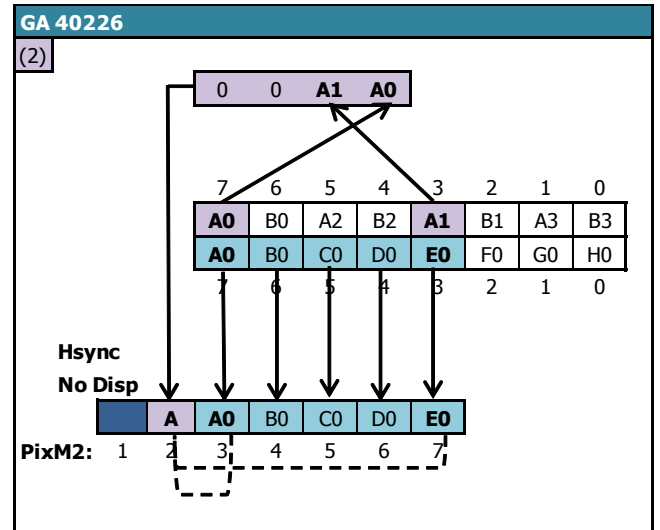 GA 40226
(2)
0 0 A1 A0
7 6 5 4 3 2 1 0
A0 B0 A2 B2 A1 B1 A3 B3
A0 B0 C0 D0 E0 F0 G0 H0
7 6 5 4 3 2 1 0
Hsync
No Disp
A A0 B0 C0 D0 E0
PixM2: 1 2 3 4 5 6 7